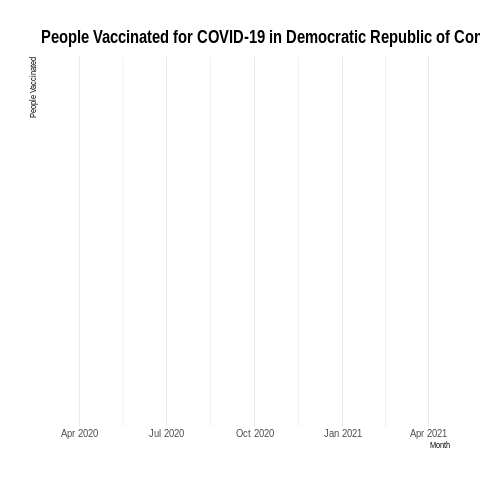 People Vaccinated for COVID-19 in Democratic Republic of Con
People Vaccinated
Apr 2020 Jul 2020 Oct 2020 Jan 2021 Apr 2021
Month